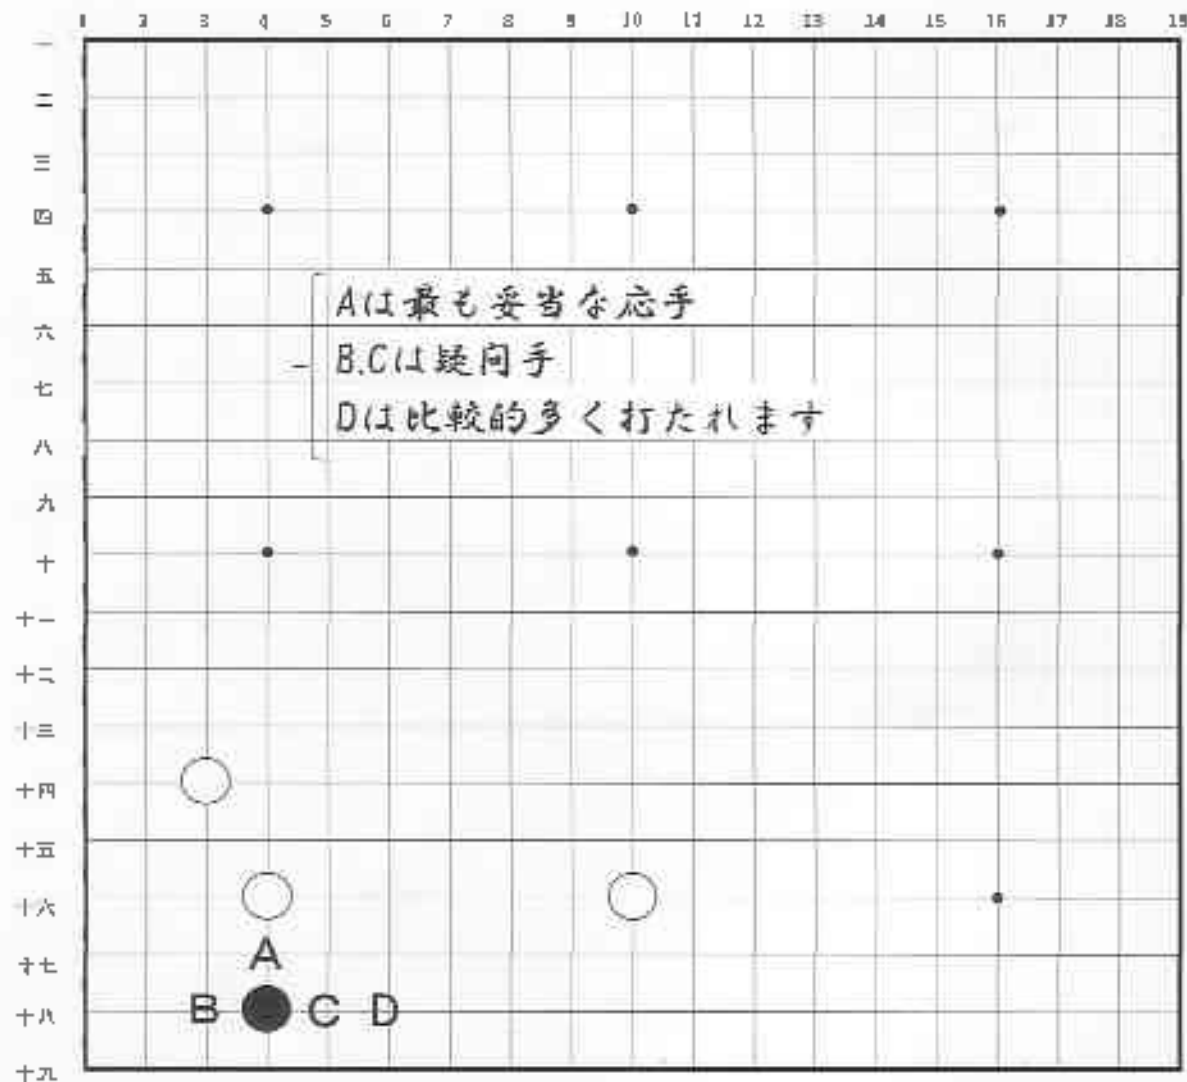 1 2 3 4 5 6 7 8 9 10 11 12 13 14 15 16 17 18 19
一
二
三
四
五
Aは最も妥当な応手
六
B.Cは疑問手
七
Dは比較的多く打たれます
八
九
十
十一
十二
十三
十四
十五
十六
A
十七
B C D
十八
十九